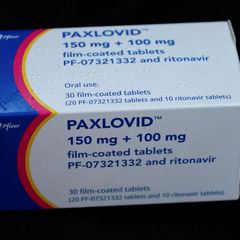 Pfizer
PAXLOVID™
150 mg + 100 mg
film-coated tablets
PF-07321332 and ritonavir
Oral use.
30 film-coated tablets
(20 PF-07321332 tablets and 10 ritonavir tablets)
Pfizer
PAXLOVID™
150 mg + 100 mg
film-coated tablets
PF-07321332 and ritonavir
30 film-coated tablets
(20 PF-07321332 tablets and 10 ritonavir tablets)